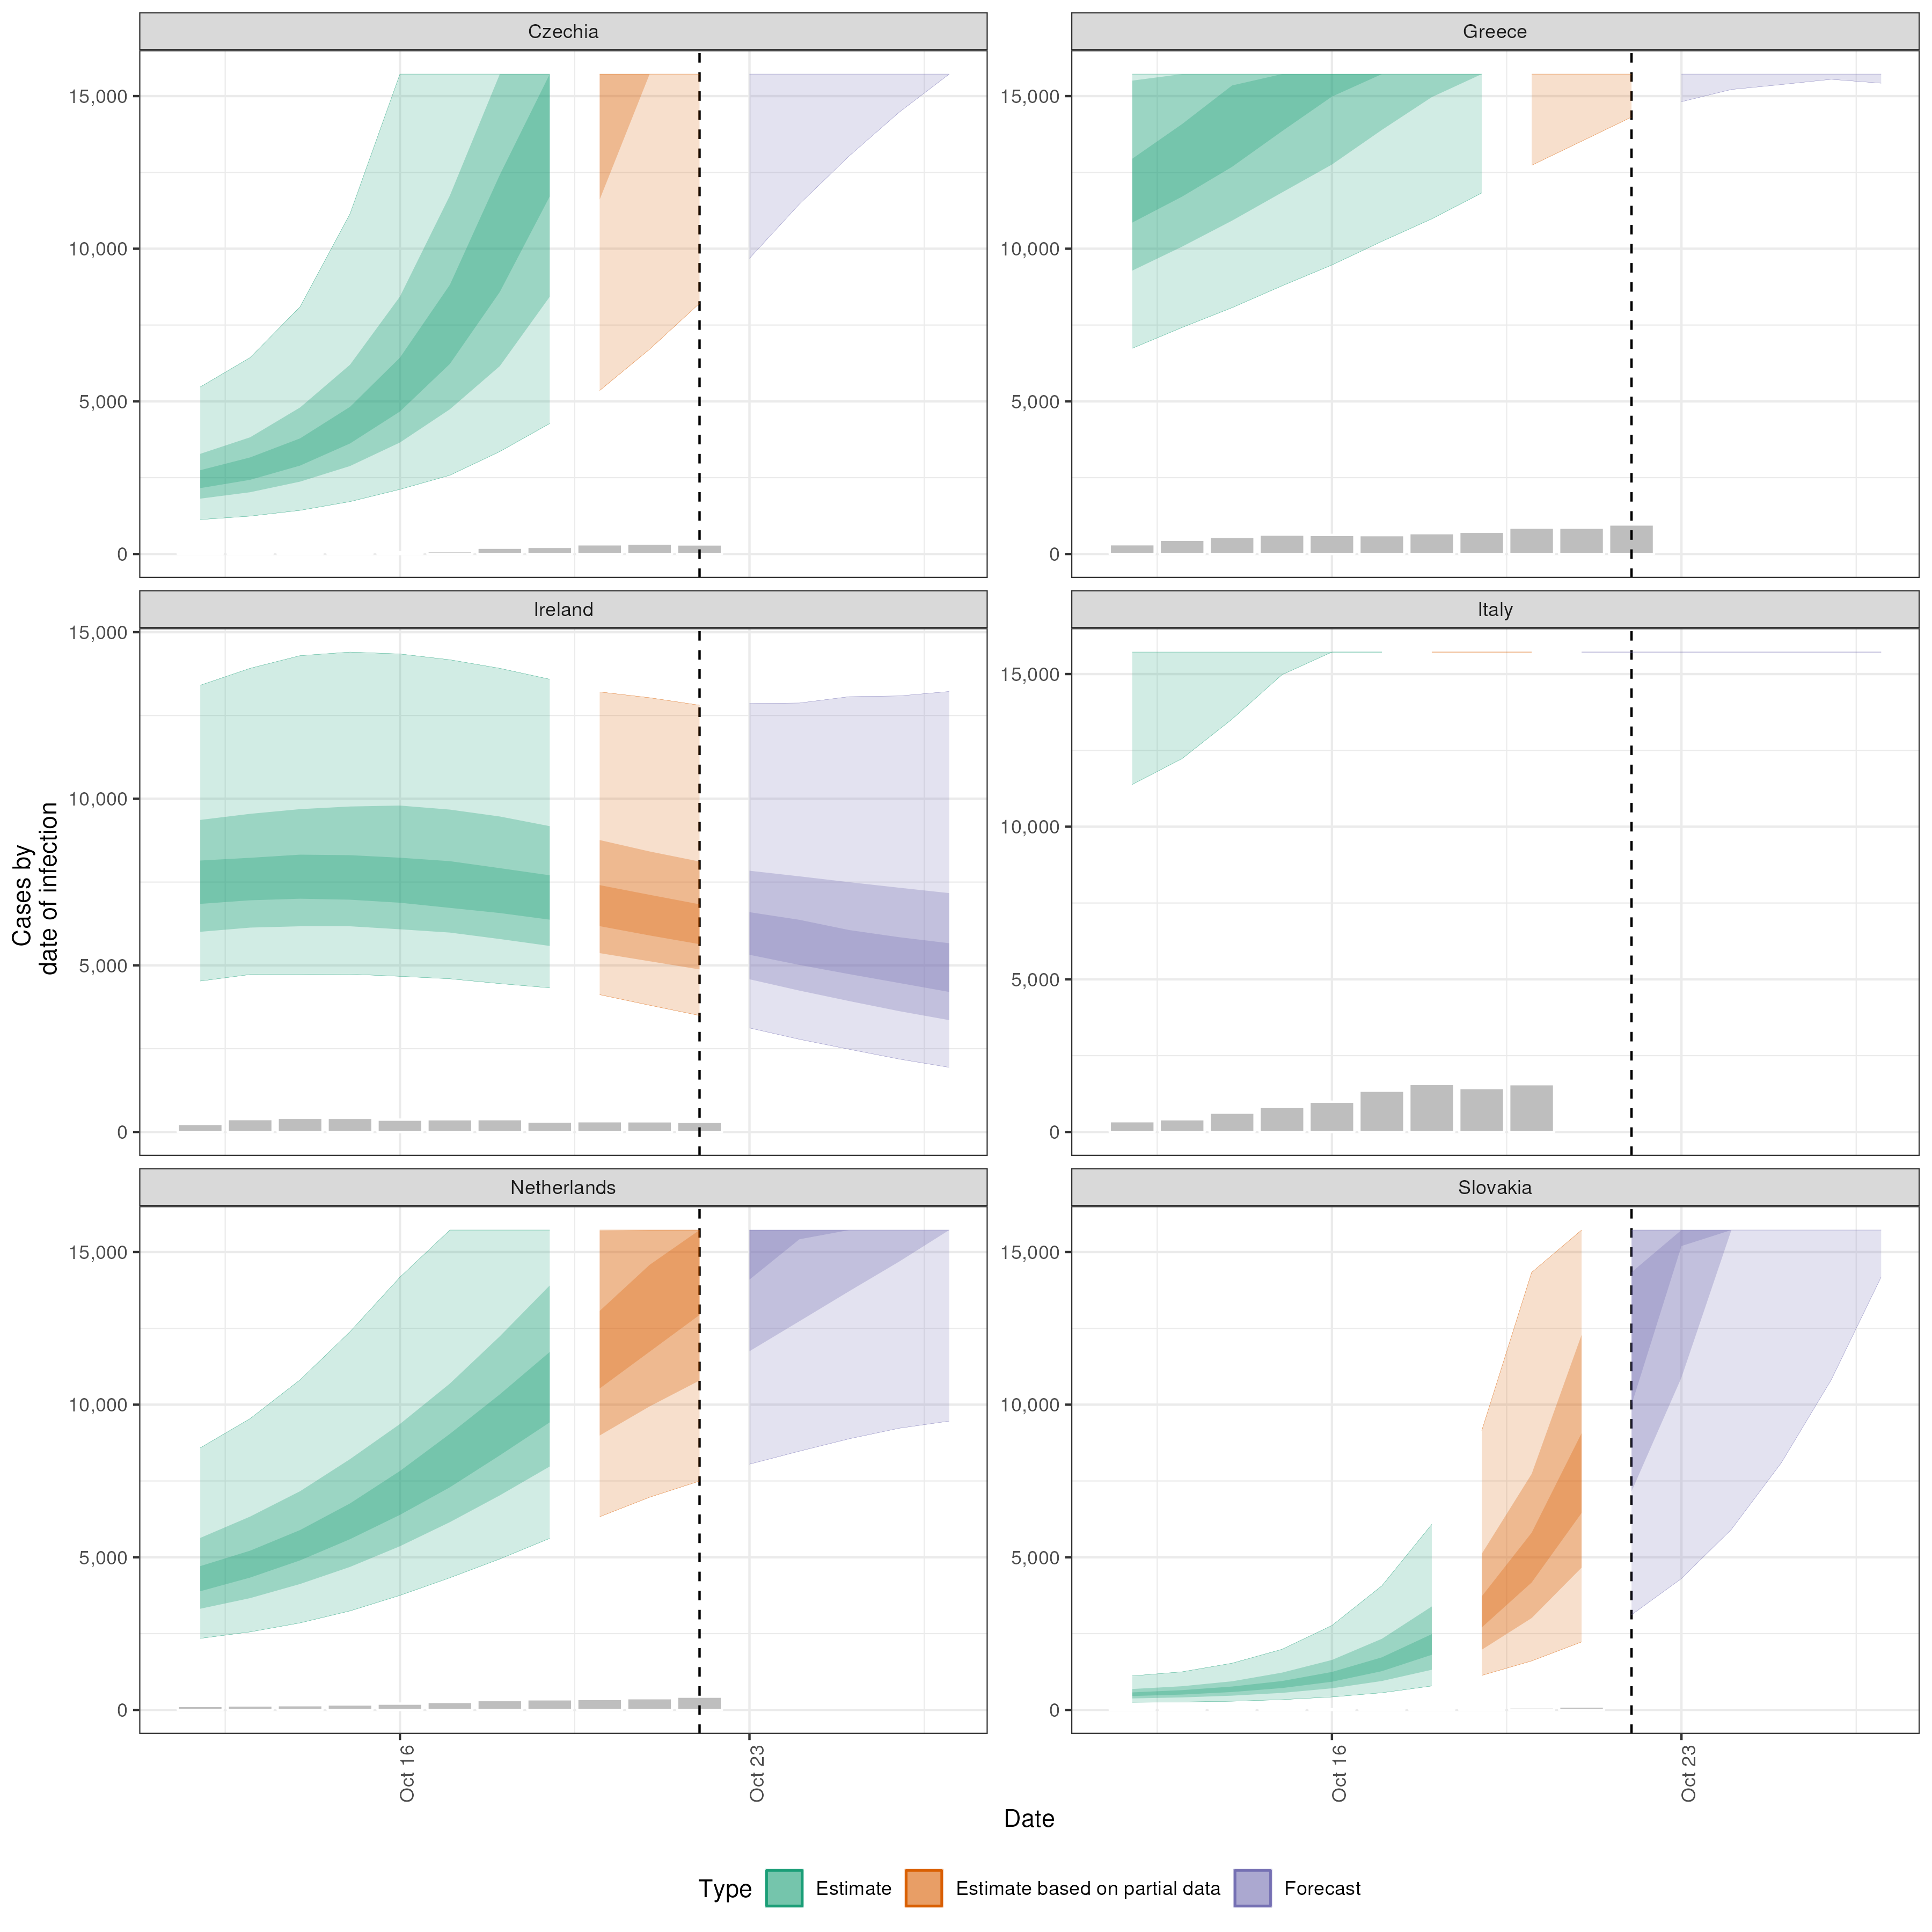 Czechia
Greece
15,000
10,000
5,000
0
15,000
10,000
5,000
0
Ireland
Italy
15,000
10,000
5,000
0
15,000
10,000
5,000
0
Cases by
date of infection
Netherlands
Slovakia
15,000
10,000
5,000
0
15,000
10,000
5,000
0
Oct 16
Oct 23
Oct 16
Oct 23
Date
Type Estimate Estimate based on partial data Forecast